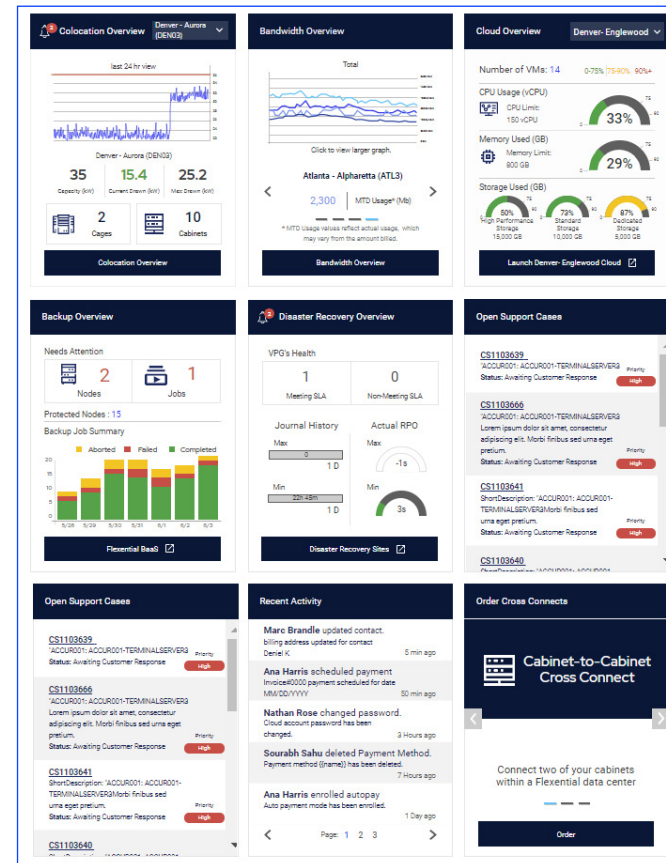 2
Colocation Overview
Denver - Aurora
(DEN03)
last 24 hr view
Denver - Aurora (DEN03)
35
15.4
25.2
Capacity (kW)
Current Drawn (kW)
Max Drawn (kW)
2
Cages
10
Cabinets
Colocation Overview
Bandwidth Overview
Total
Click to view larger graph.
Atlanta - Alpharetta (ATL3)
2,300
MTD Usage* (Mb)
* MTD Usage values reflect actual usage, which
may vary from the amount billed.
Bandwidth Overview
Cloud Overview
Denver- Englewood
Number of VMs: 14
0-75% 75-90% 90%+
CPU Usage (vCPU)
CPU Limit:
150 vCPU
0
33%
75
90
Memory Used (GB)
Memory Limit:
800 GB
0
29%
75
90
Storage Used (GB)
50%
High Performance
Storage
15,000 GB
73%
Standard
Storage
10,000 GB
87%
Dedicated
Storage
5,000 GB
Launch Denver- Englewood Cloud
Backup Overview
Needs Attention
2
Nodes
1
Jobs
Protected Nodes : 15
Backup Job Summary
Aborted Failed Completed
20
15
10
5
0
5/28 5/29 5/30 5/31 6/1 6/2 6/3
Flexential BaaS
2
Disaster Recovery Overview
VPG's Health
1
Meeting SLA
0
Non-Meeting SLA
Journal History
Max
0
1 D
Min
22h 45m
1 D
Actual RPO
Max
-1s
Min
3s
Disaster Recovery Sites
Open Support Cases
CS1103639
'ACCUR001: ACCUR001-TERMINALSERVER3
Priority
Status: Awaiting Customer Response
High
CS1103666
'ACCUR001: ACCUR001-TERMINALSERVER3
Lorem ipsum dolor sit amet, consectetur
adipiscing elit. Morbi finibus sed urna eget
pretium.
Priority
Status: Awaiting Customer Response
High
CS1103641
ShortDescription: 'ACCUR001: ACCUR001-
TERMINALSERVER3Morbi finibus sed
urna eget pretium.
Priority
Status: Awaiting Customer Response
High
CS1103640
Open Support Cases
CS1103639
'ACCUR001: ACCUR001-TERMINALSERVER3
Priority
Status: Awaiting Customer Response
High
CS1103666
'ACCUR001: ACCUR001-TERMINALSERVER3
Lorem ipsum dolor sit amet, consectetur
adipiscing elit. Morbi finibus sed urna eget
pretium.
Priority
Status: Awaiting Customer Response
High
CS1103641
ShortDescription: 'ACCUR001: ACCUR001-
TERMINALSERVER3Morbi finibus sed
urna eget pretium.
Priority
Status: Awaiting Customer Response
High
CS1103640
Recent Activity
Marc Brandle updated contact.
billing address updated for contact
Deniel K
5 min ago
Ana Harris scheduled payment
Invoice#0000 payment scheduled for date
MM/DD/YYYY
50 min ago
Nathan Rose changed password.
Cloud account password has been
changed.
3 Hours ago
Sourabh Sahu deleted Payment Method.
Payment method {{name}} has been deleted.
7 Hours ago
Ana Harris enrolled autopay
Auto payment mode has been enrolled.
1 Day ago
Page: 1 2 3
Order Cross Connects
Cabinet-to-Cabinet
Cross Connect
Connect two of your cabinets
within a Flexential data center
Order